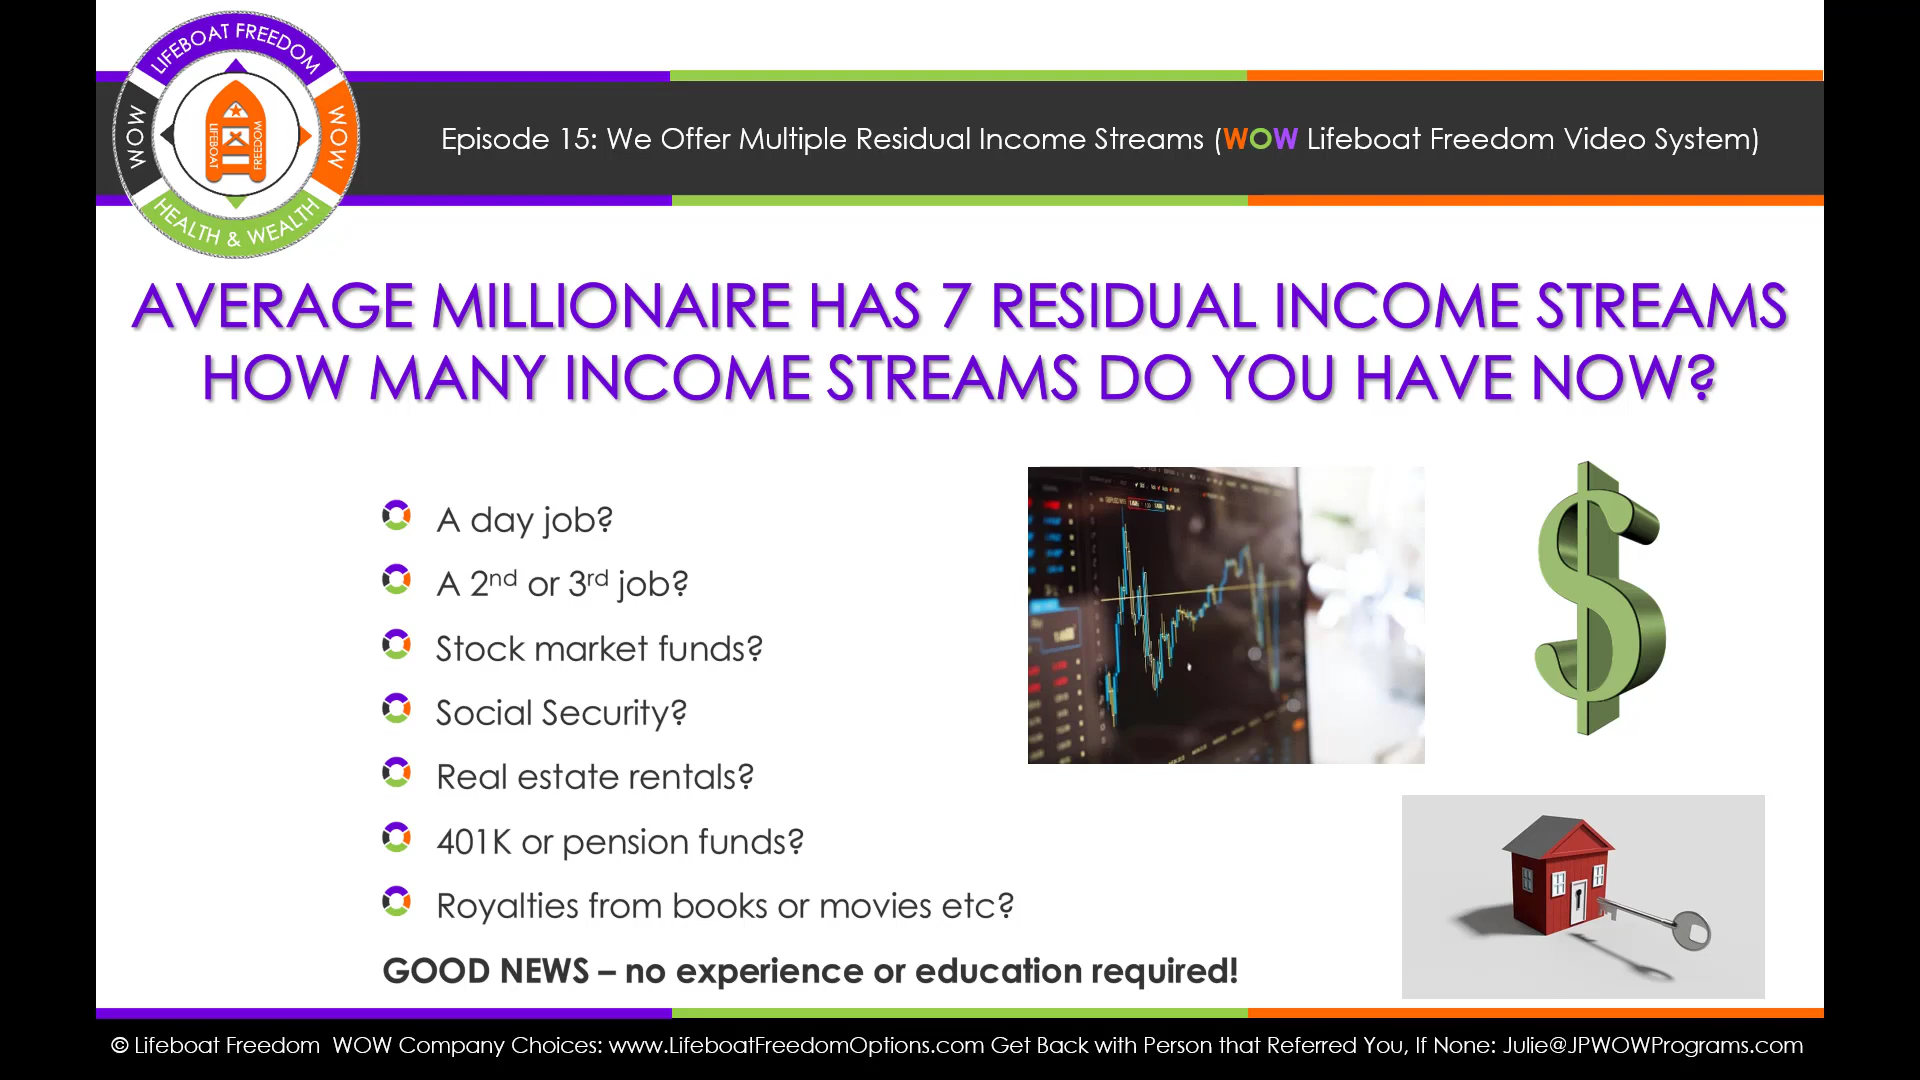 LIFEBOAT FREEDOM
WOW
WOW
LIFEBOAT
FREEDOM
HEALTH & WEALTH
Episode 15: We Offer Multiple Residual Income Streams (WOW Lifeboat Freedom Video System)
AVERAGE MILLIONAIRE HAS 7 RESIDUAL INCOME STREAMS
HOW MANY INCOME STREAMS DO YOU HAVE NOW?
A day job?
A 2nd or 3rd job?
Stock market funds?
Social Security?
Real estate rentals?
401K or pension funds?
Royalties from books or movies etc?
GOOD NEWS – no experience or education required!
© Lifeboat Freedom WOW Company Choices: www.LifeboatFreedomOptions.com Get Back with Person that Referred You, If None: Julie@JPWOWPrograms.com